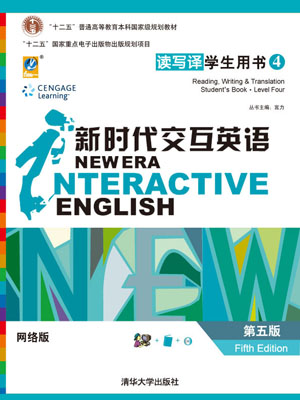 “十二五”普通高等教育本科国家级规划教材
“十二五”国家重点电子出版物出版规划项目
读写译学生用书 4
CENGAGE
Learning
Reading, Writing & Translation
Student's Book · Level Four
丛书主编：宣力
新时代交互英语
NEW ERA
INTERACTIVE
ENGLISH
NEW
网络版
第五版
Fifth Edition
清华大学出版社